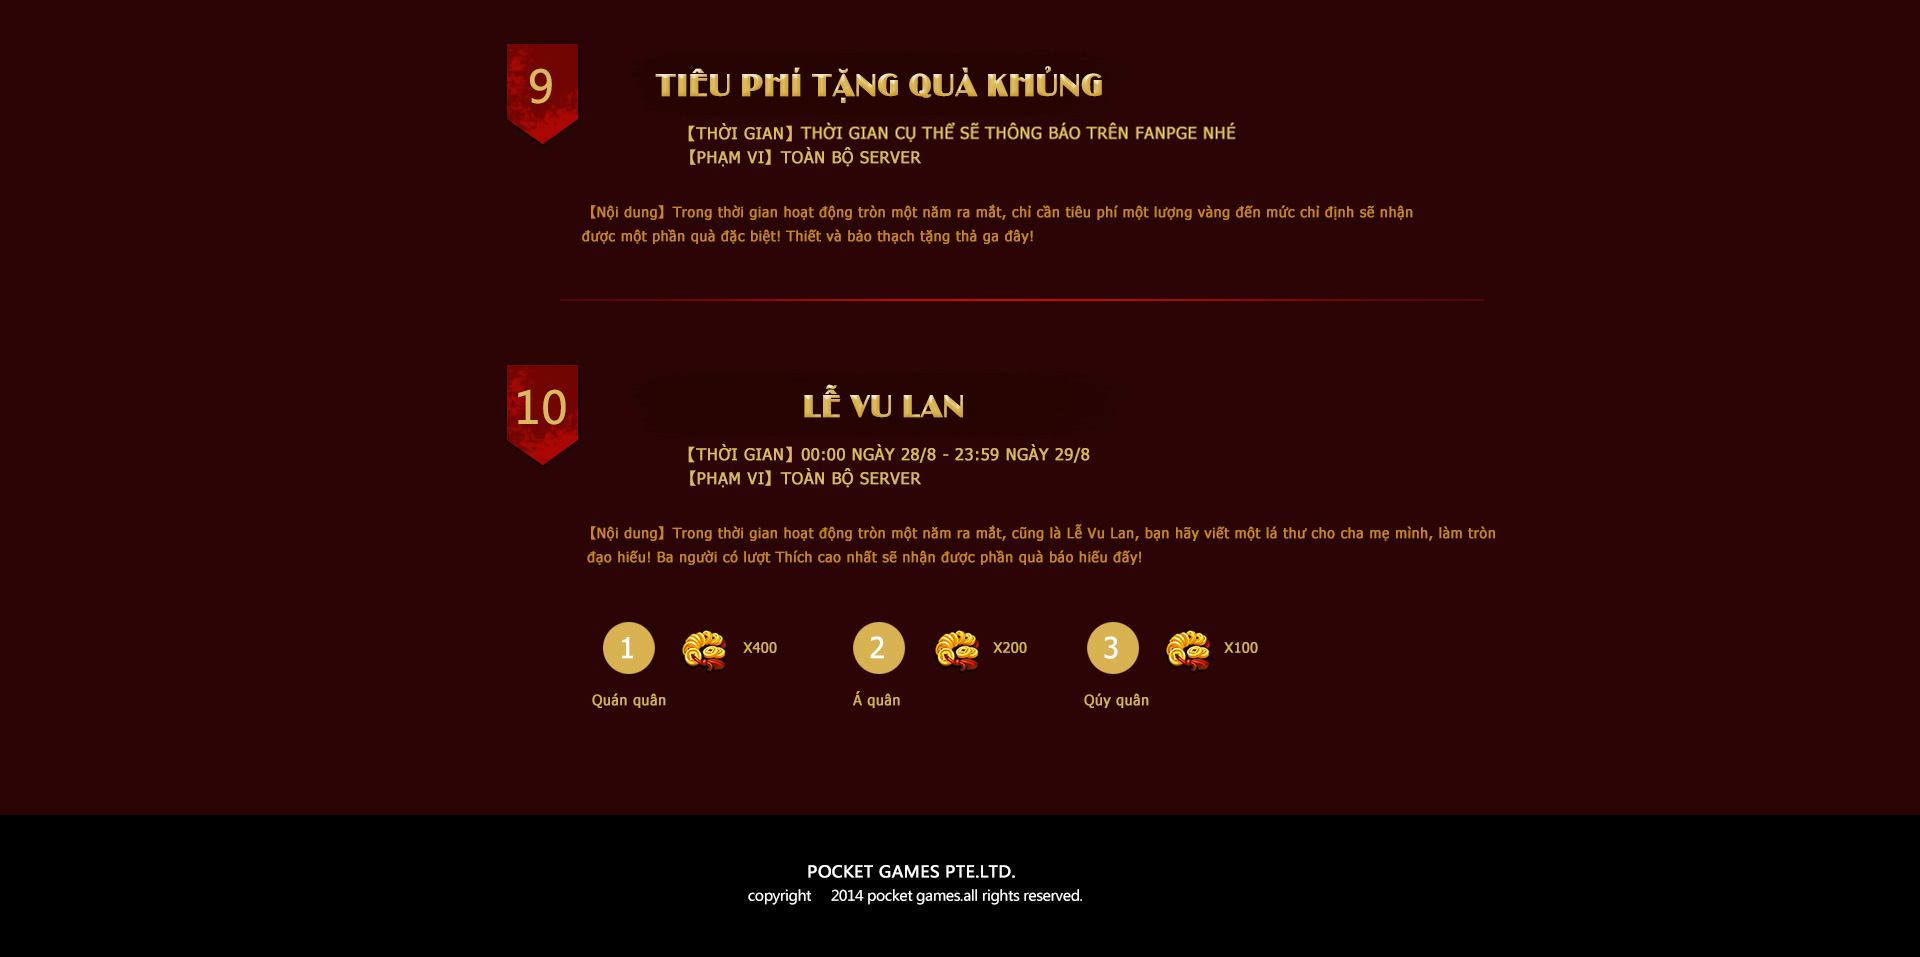 9
TIÊU PHÍ TẶNG QUÀ KHỦNG
【THỜI GIAN】THỜI GIAN CỤ THỂ SẼ THÔNG BÁO TRÊN FANPGE NHÉ
【PHẠM VI】TOÀN BỘ SERVER
【Nội dung】Trong thời gian hoạt động tròn một năm ra mắt, chỉ cần tiêu phí một lượng vàng đến mức chỉ định sẽ nhận
được một phần quà đặc biệt! Thiết và bảo thạch tặng thả ga đây!
10
LỄ VU LAN
【THỜI GIAN】00:00 NGÀY 28/8 - 23:59 NGÀY 29/8
【PHẠM VI】TOÀN BỘ SERVER
【Nội dung】Trong thời gian hoạt động tròn một năm ra mắt, cũng là Lễ Vu Lan, bạn hãy viết một lá thư cho cha mẹ mình, làm tròn
đạo hiếu! Ba người có lượt Thích cao nhất sẽ nhận được phần quà báo hiếu đấy!
1 X400 2 X200 3 X100
Quán quân Á quân Qúy quân
POCKET GAMES PTE.LTD.
copyright 2014 pocket games.all rights reserved.